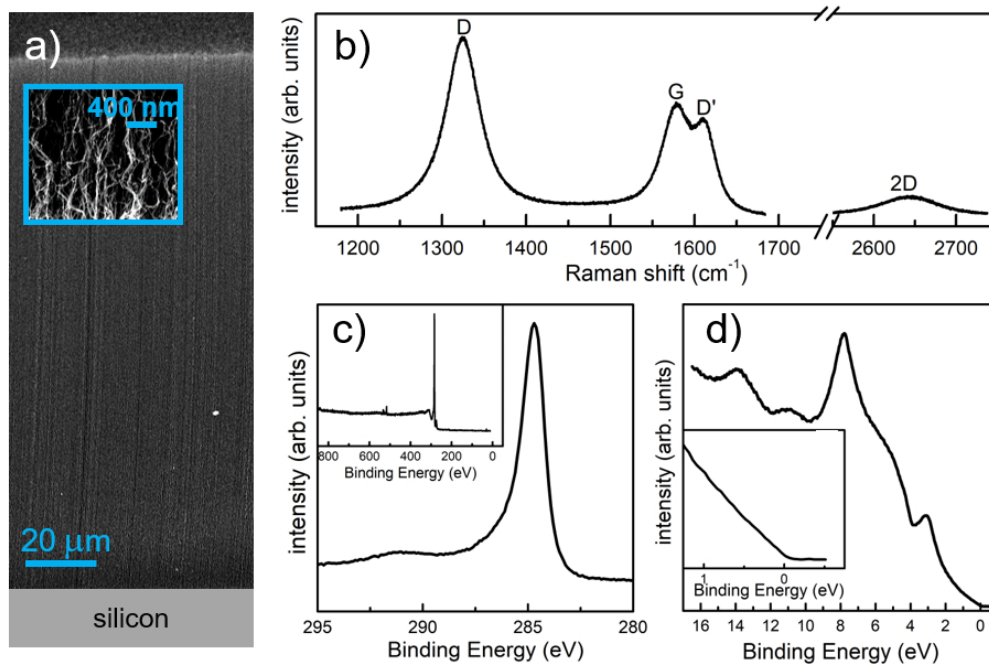 a)
400 nm
20 μm
silicon
b)
D
G
D'
2D
intensity (arb. units)
1200 1300 1400 1500 1600 1700 2600 2700
Raman shift (cm⁻¹)
c)
intensity (arb. units)
800 600 400 200 0
Binding Energy (eV)
295 290 285 280
Binding Energy (eV)
d)
intensity (arb. units)
1 0
Binding Energy (eV)
16 14 12 10 8 6 4 2 0
Binding Energy (eV)